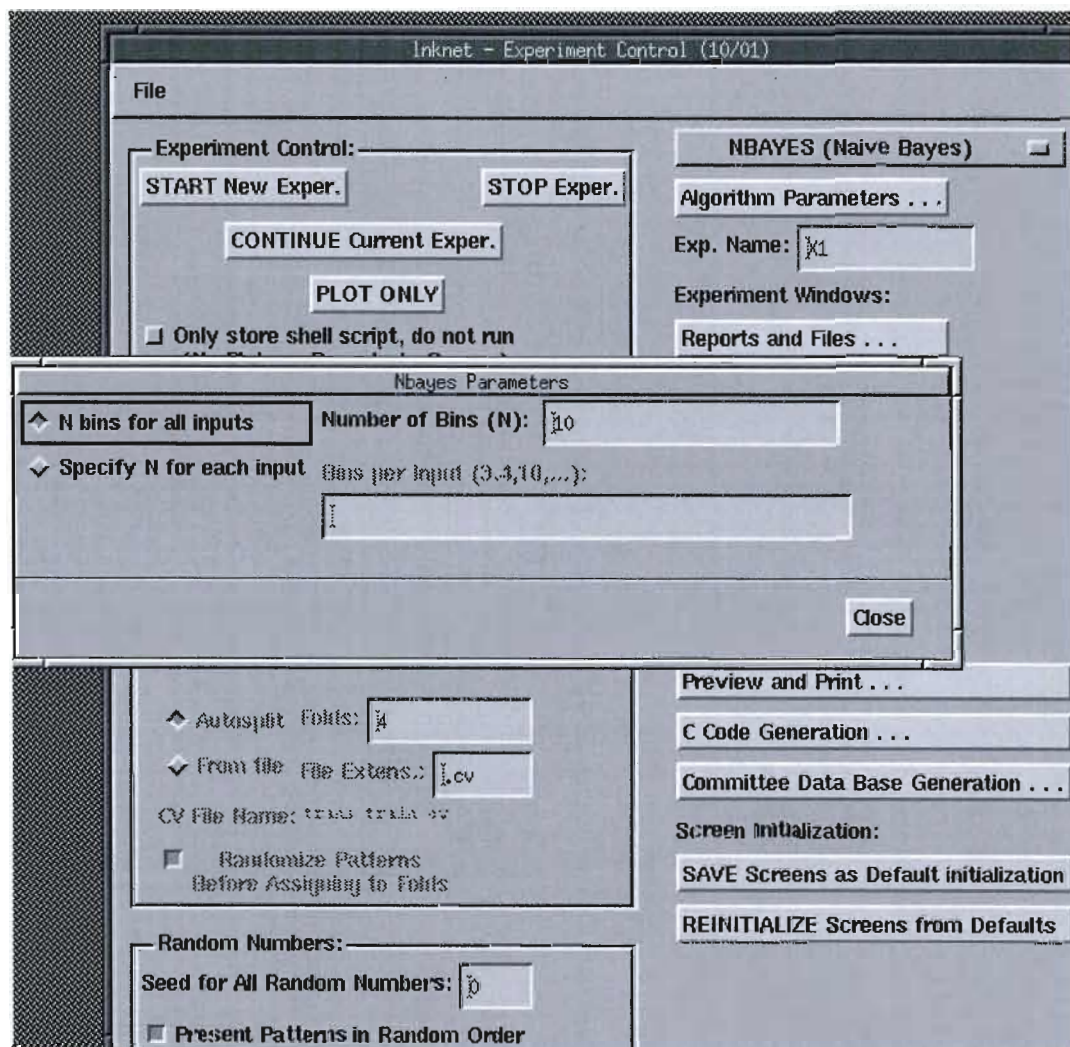 lnknet - Experiment Control (10/01)
File
Experiment Control:
START New Exper.
STOP Exper.
CONTINUE Current Exper.
PLOT ONLY
Only store shell script, do not run
NBAYES (Naive Bayes)
Algorithm Parameters . . .
Exp. Name: X1
Experiment Windows:
Reports and Files . . .
Nbayes Parameters
N bins for all inputs
Number of Bins (N): 10
Specify N for each input
Bins per Input (3,4,10,...):
Close
Autosplit Folds: 4
From file File Extens.: .cv
CV File Name:
Randomize Patterns
Before Assigning to Folds
Random Numbers:
Seed for All Random Numbers: 0
Present Patterns in Random Order
Preview and Print . . .
C Code Generation . . .
Committee Data Base Generation . . .
Screen Initialization:
SAVE Screens as Default initialization
REINITIALIZE Screens from Defaults